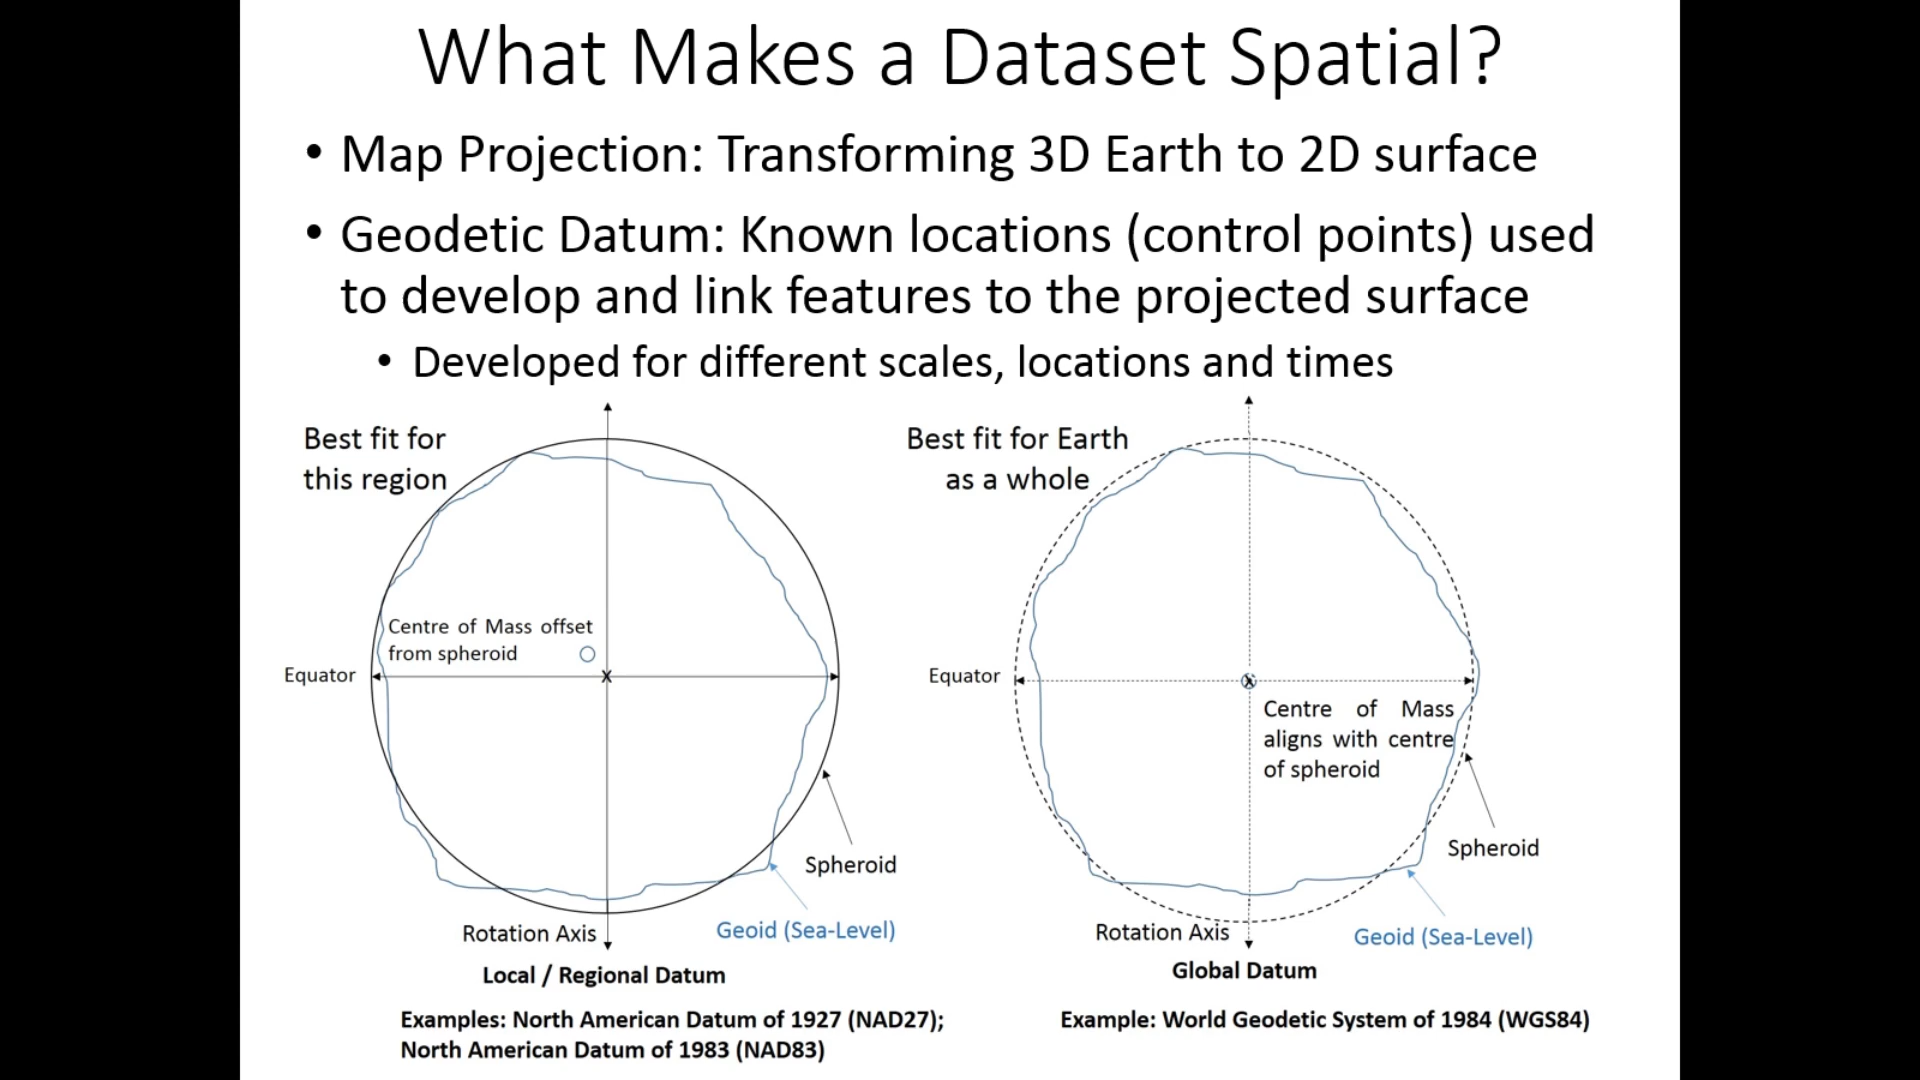 What Makes a Dataset Spatial?
• Map Projection: Transforming 3D Earth to 2D surface
• Geodetic Datum: Known locations (control points) used
to develop and link features to the projected surface
• Developed for different scales, locations and times
Best fit for
this region
Centre of Mass offset
from spheroid
Equator
X
Spheroid
Geoid (Sea-Level)
Rotation Axis
Local / Regional Datum
Examples: North American Datum of 1927 (NAD27);
North American Datum of 1983 (NAD83)
Best fit for Earth
as a whole
Equator
X
Centre of Mass
aligns with centre
of spheroid
Spheroid
Geoid (Sea-Level)
Rotation Axis
Global Datum
Example: World Geodetic System of 1984 (WGS84)